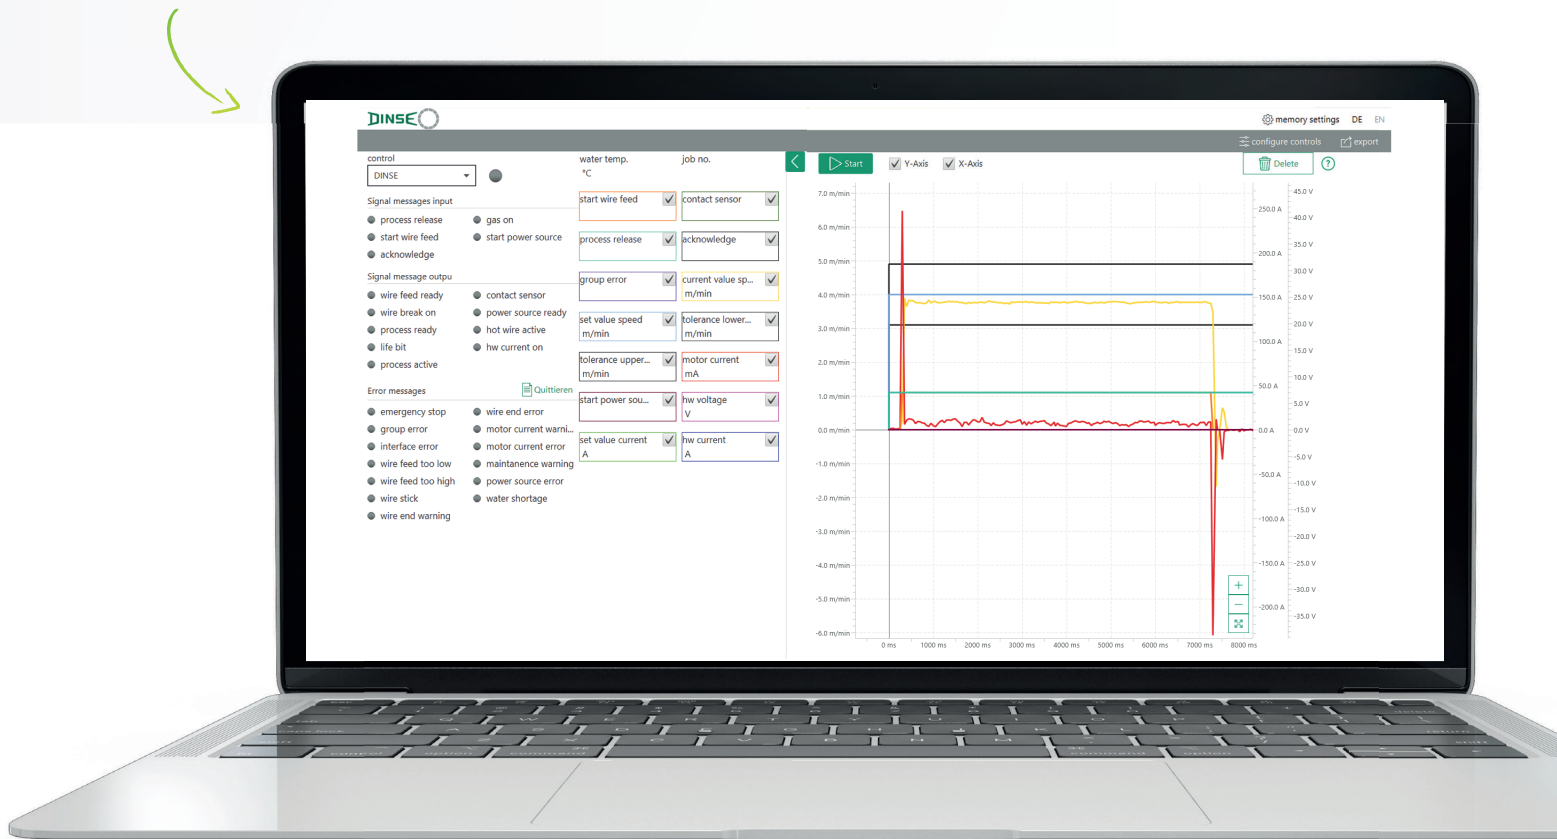 DINSE
memory settings DE EN
configure controls export
control
DINSE
water temp.
°C
job no.
Start
Y-Axis
X-Axis
Delete
?
Signal messages input
process release
gas on
start wire feed
start power source
acknowledge
Signal message outpu
wire feed ready
contact sensor
wire break on
power source ready
process ready
hot wire active
life bit
hw current on
process active
Error messages
Quittieren
emergency stop
wire end error
group error
motor current warni...
interface error
motor current error
wire feed too low
maintanence warning
wire feed too high
power source error
wire stick
water shortage
wire end warning
start wire feed
contact sensor
process release
acknowledge
group error
current value sp...
m/min
set value speed
m/min
tolerance lower...
m/min
tolerance upper...
m/min
motor current
mA
start power sou...
hw voltage
V
set value current
A
hw current
A
7.0 m/min
6.0 m/min
5.0 m/min
4.0 m/min
3.0 m/min
2.0 m/min
1.0 m/min
0.0 m/min
-1.0 m/min
-2.0 m/min
-3.0 m/min
-4.0 m/min
-5.0 m/min
-6.0 m/min
250.0 A
200.0 A
150.0 A
100.0 A
50.0 A
0.0 A
-50.0 A
-100.0 A
-150.0 A
-200.0 A
45.0 V
40.0 V
35.0 V
30.0 V
25.0 V
20.0 V
15.0 V
10.0 V
5.0 V
0.0 V
-5.0 V
-10.0 V
-15.0 V
-20.0 V
-25.0 V
-30.0 V
-35.0 V
0 ms 1000 ms 2000 ms 3000 ms 4000 ms 5000 ms 6000 ms 7000 ms 8000 ms
control option command
command option
return
shift